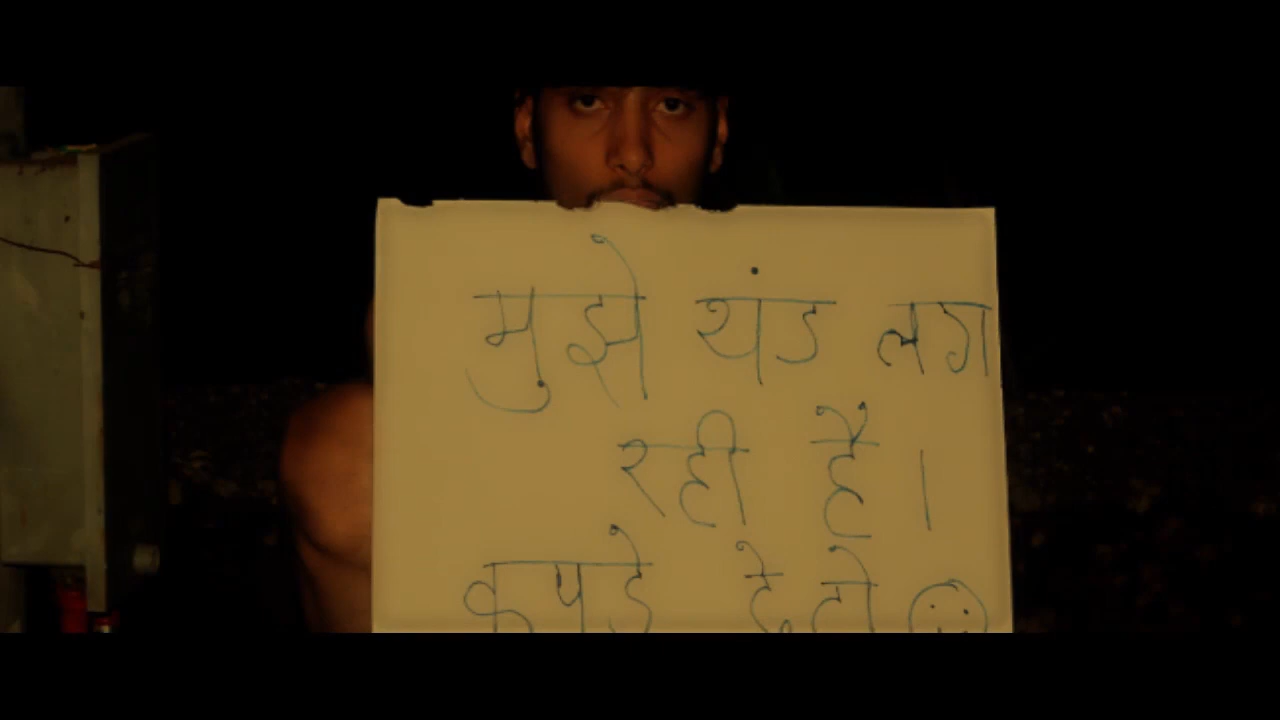 मुझे थंड लग
रही है।
कपडे दे दो